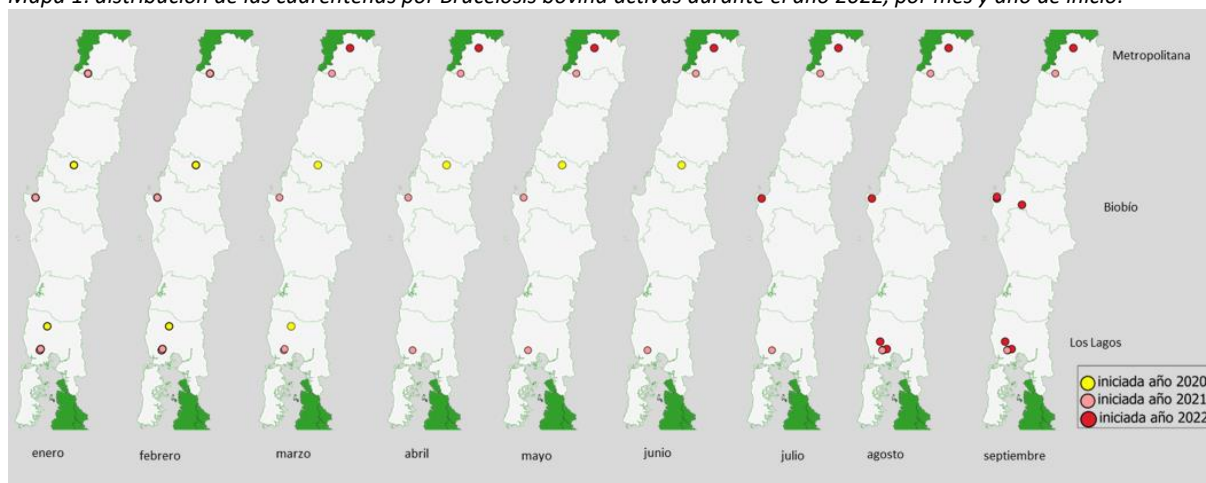 Mapa 1: distribución de las cuarentenas por Brucelosis bovina activas durante el año 2022, por mes y año de inicio.
Metropolitana
Biobío
Los Lagos
iniciada año 2020
iniciada año 2021
iniciada año 2022
enero
febrero
marzo
abril
mayo
junio
julio
agosto
septiembre